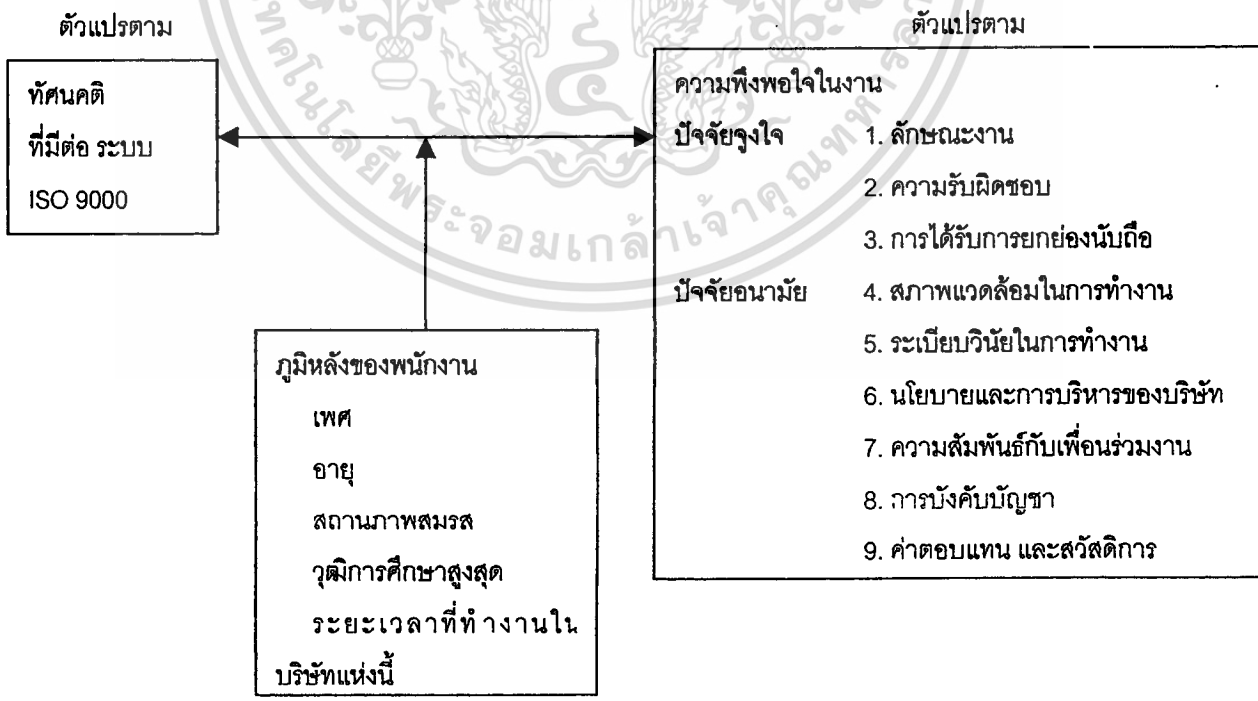 ตัวแปรตาม
ทัศนคติ
ที่มีต่อ ระบบ
ISO 9000
ตัวแปรตาม
ความพึงพอใจในงาน
ปัจจัยจูงใจ 1. ลักษณะงาน
2. ความรับผิดชอบ
3. การได้รับการยกย่องนับถือ
ปัจจัยอนามัย 4. สภาพแวดล้อมในการทำงาน
5. ระเบียบวินัยในการทำงาน
6. นโยบายและการบริหารของบริษัท
7. ความสัมพันธ์กับเพื่อนร่วมงาน
8. การบังคับบัญชา
9. ค่าตอบแทน และสวัสดิการ
ภูมิหลังของพนักงาน
เพศ
อายุ
สถานภาพสมรส
วุฒิการศึกษาสูงสุด
ระยะเวลาที่ทำงานใน
บริษัทแห่งนี้